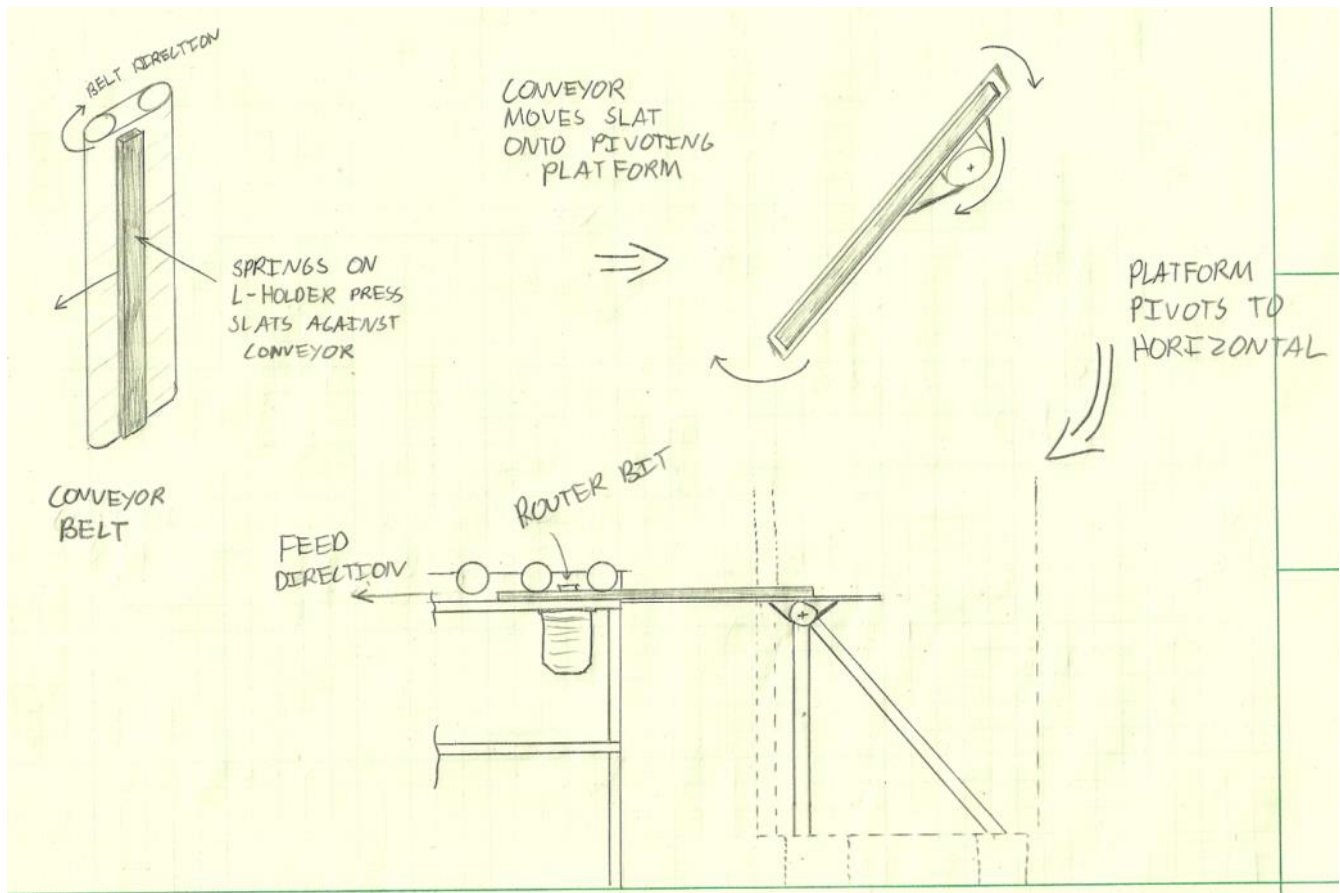 BELT DIRECTION
SPRINGS ON
L-HOLDER PRESS
SLATS AGAINST
CONVEYOR
CONVEYOR
BELT
CONVEYOR
MOVES SLAT
ONTO PIVOTING
PLATFORM
PLATFORM
PIVOTS TO
HORIZONTAL
ROUTER BIT
FEED
DIRECTION